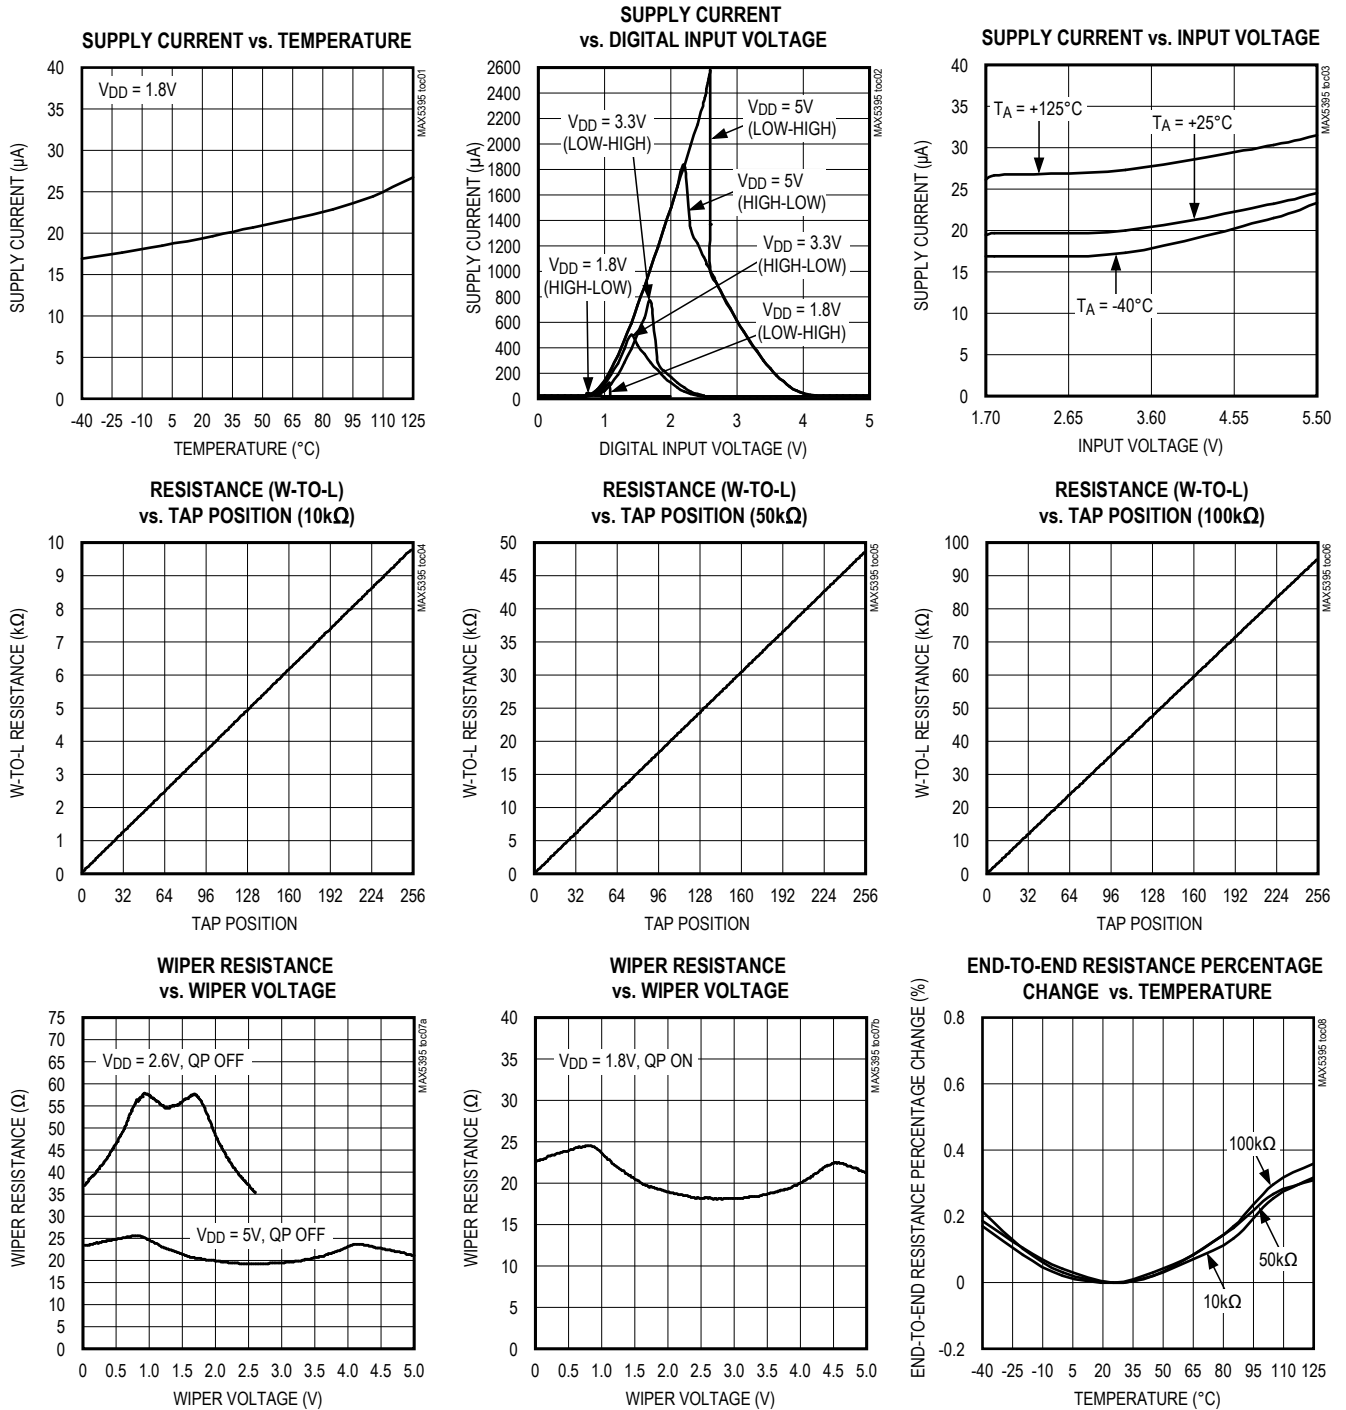 SUPPLY CURRENT vs. TEMPERATURE
VDD = 1.8V
MAX5395 toc01
SUPPLY CURRENT (µA)
40
35
30
25
20
15
10
5
0
-40 -25 -10 5 20 35 50 65 80 95 110 125
TEMPERATURE (°C)
SUPPLY CURRENT
vs. DIGITAL INPUT VOLTAGE
MAX5395 toc02
SUPPLY CURRENT (µA)
2600
2400
2200
2000
1800
1600
1400
1200
1000
800
600
400
200
0
VDD = 5V
(LOW-HIGH)
VDD = 3.3V
(LOW-HIGH)
VDD = 5V
(HIGH-LOW)
VDD = 3.3V
(HIGH-LOW)
VDD = 1.8V
(HIGH-LOW)
VDD = 1.8V
(LOW-HIGH)
0 1 2 3 4 5
DIGITAL INPUT VOLTAGE (V)
SUPPLY CURRENT vs. INPUT VOLTAGE
MAX5395 toc03
SUPPLY CURRENT (µA)
40
35
30
25
20
15
10
5
0
TA = +125°C
TA = +25°C
TA = -40°C
1.70 2.65 3.60 4.55 5.50
INPUT VOLTAGE (V)
RESISTANCE (W-TO-L)
vs. TAP POSITION (10kΩ)
MAX5395 toc04
W-TO-L RESISTANCE (kΩ)
10
9
8
7
6
5
4
3
2
1
0
0 32 64 96 128 160 192 224 256
TAP POSITION
RESISTANCE (W-TO-L)
vs. TAP POSITION (50kΩ)
MAX5395 toc05
W-TO-L RESISTANCE (kΩ)
50
45
40
35
30
25
20
15
10
5
0
0 32 64 96 128 160 192 224 256
TAP POSITION
RESISTANCE (W-TO-L)
vs. TAP POSITION (100kΩ)
MAX5395 toc06
W-TO-L RESISTANCE (kΩ)
100
90
80
70
60
50
40
30
20
10
0
0 32 64 96 128 160 192 224 256
TAP POSITION
WIPER RESISTANCE
vs. WIPER VOLTAGE
MAX5395 toc07a
WIPER RESISTANCE (Ω)
75
70
65
60
55
50
45
40
35
30
25
20
15
10
5
0
VDD = 2.6V, QP OFF
VDD = 5V, QP OFF
0 0.5 1.0 1.5 2.0 2.5 3.0 3.5 4.0 4.5 5.0
WIPER VOLTAGE (V)
WIPER RESISTANCE
vs. WIPER VOLTAGE
MAX5395 toc07b
WIPER RESISTANCE (Ω)
40
35
30
25
20
15
10
5
0
VDD = 1.8V, QP ON
0 0.5 1.0 1.5 2.0 2.5 3.0 3.5 4.0 4.5 5.0
WIPER VOLTAGE (V)
END-TO-END RESISTANCE PERCENTAGE
CHANGE vs. TEMPERATURE
MAX5395 toc08
END-TO-END RESISTANCE PERCENTAGE CHANGE (%)
0.8
0.6
0.4
0.2
0
-0.2
100kΩ
50kΩ
10kΩ
-40 -25 -10 5 20 35 50 65 80 95 110 125
TEMPERATURE (°C)